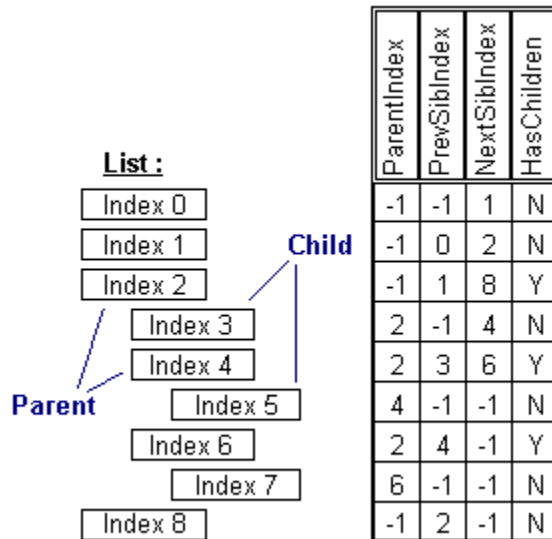 ParentIndex PrevSibIndex NextSibIndex HasChildren
List :
Index 0 -1 -1 1 N
Index 1 Child -1 0 2 N
Index 2 -1 1 8 Y
Index 3 2 -1 4 N
Index 4 2 3 6 Y
Parent Index 5 4 -1 -1 N
Index 6 2 4 -1 Y
Index 7 6 -1 -1 N
Index 8 -1 2 -1 N